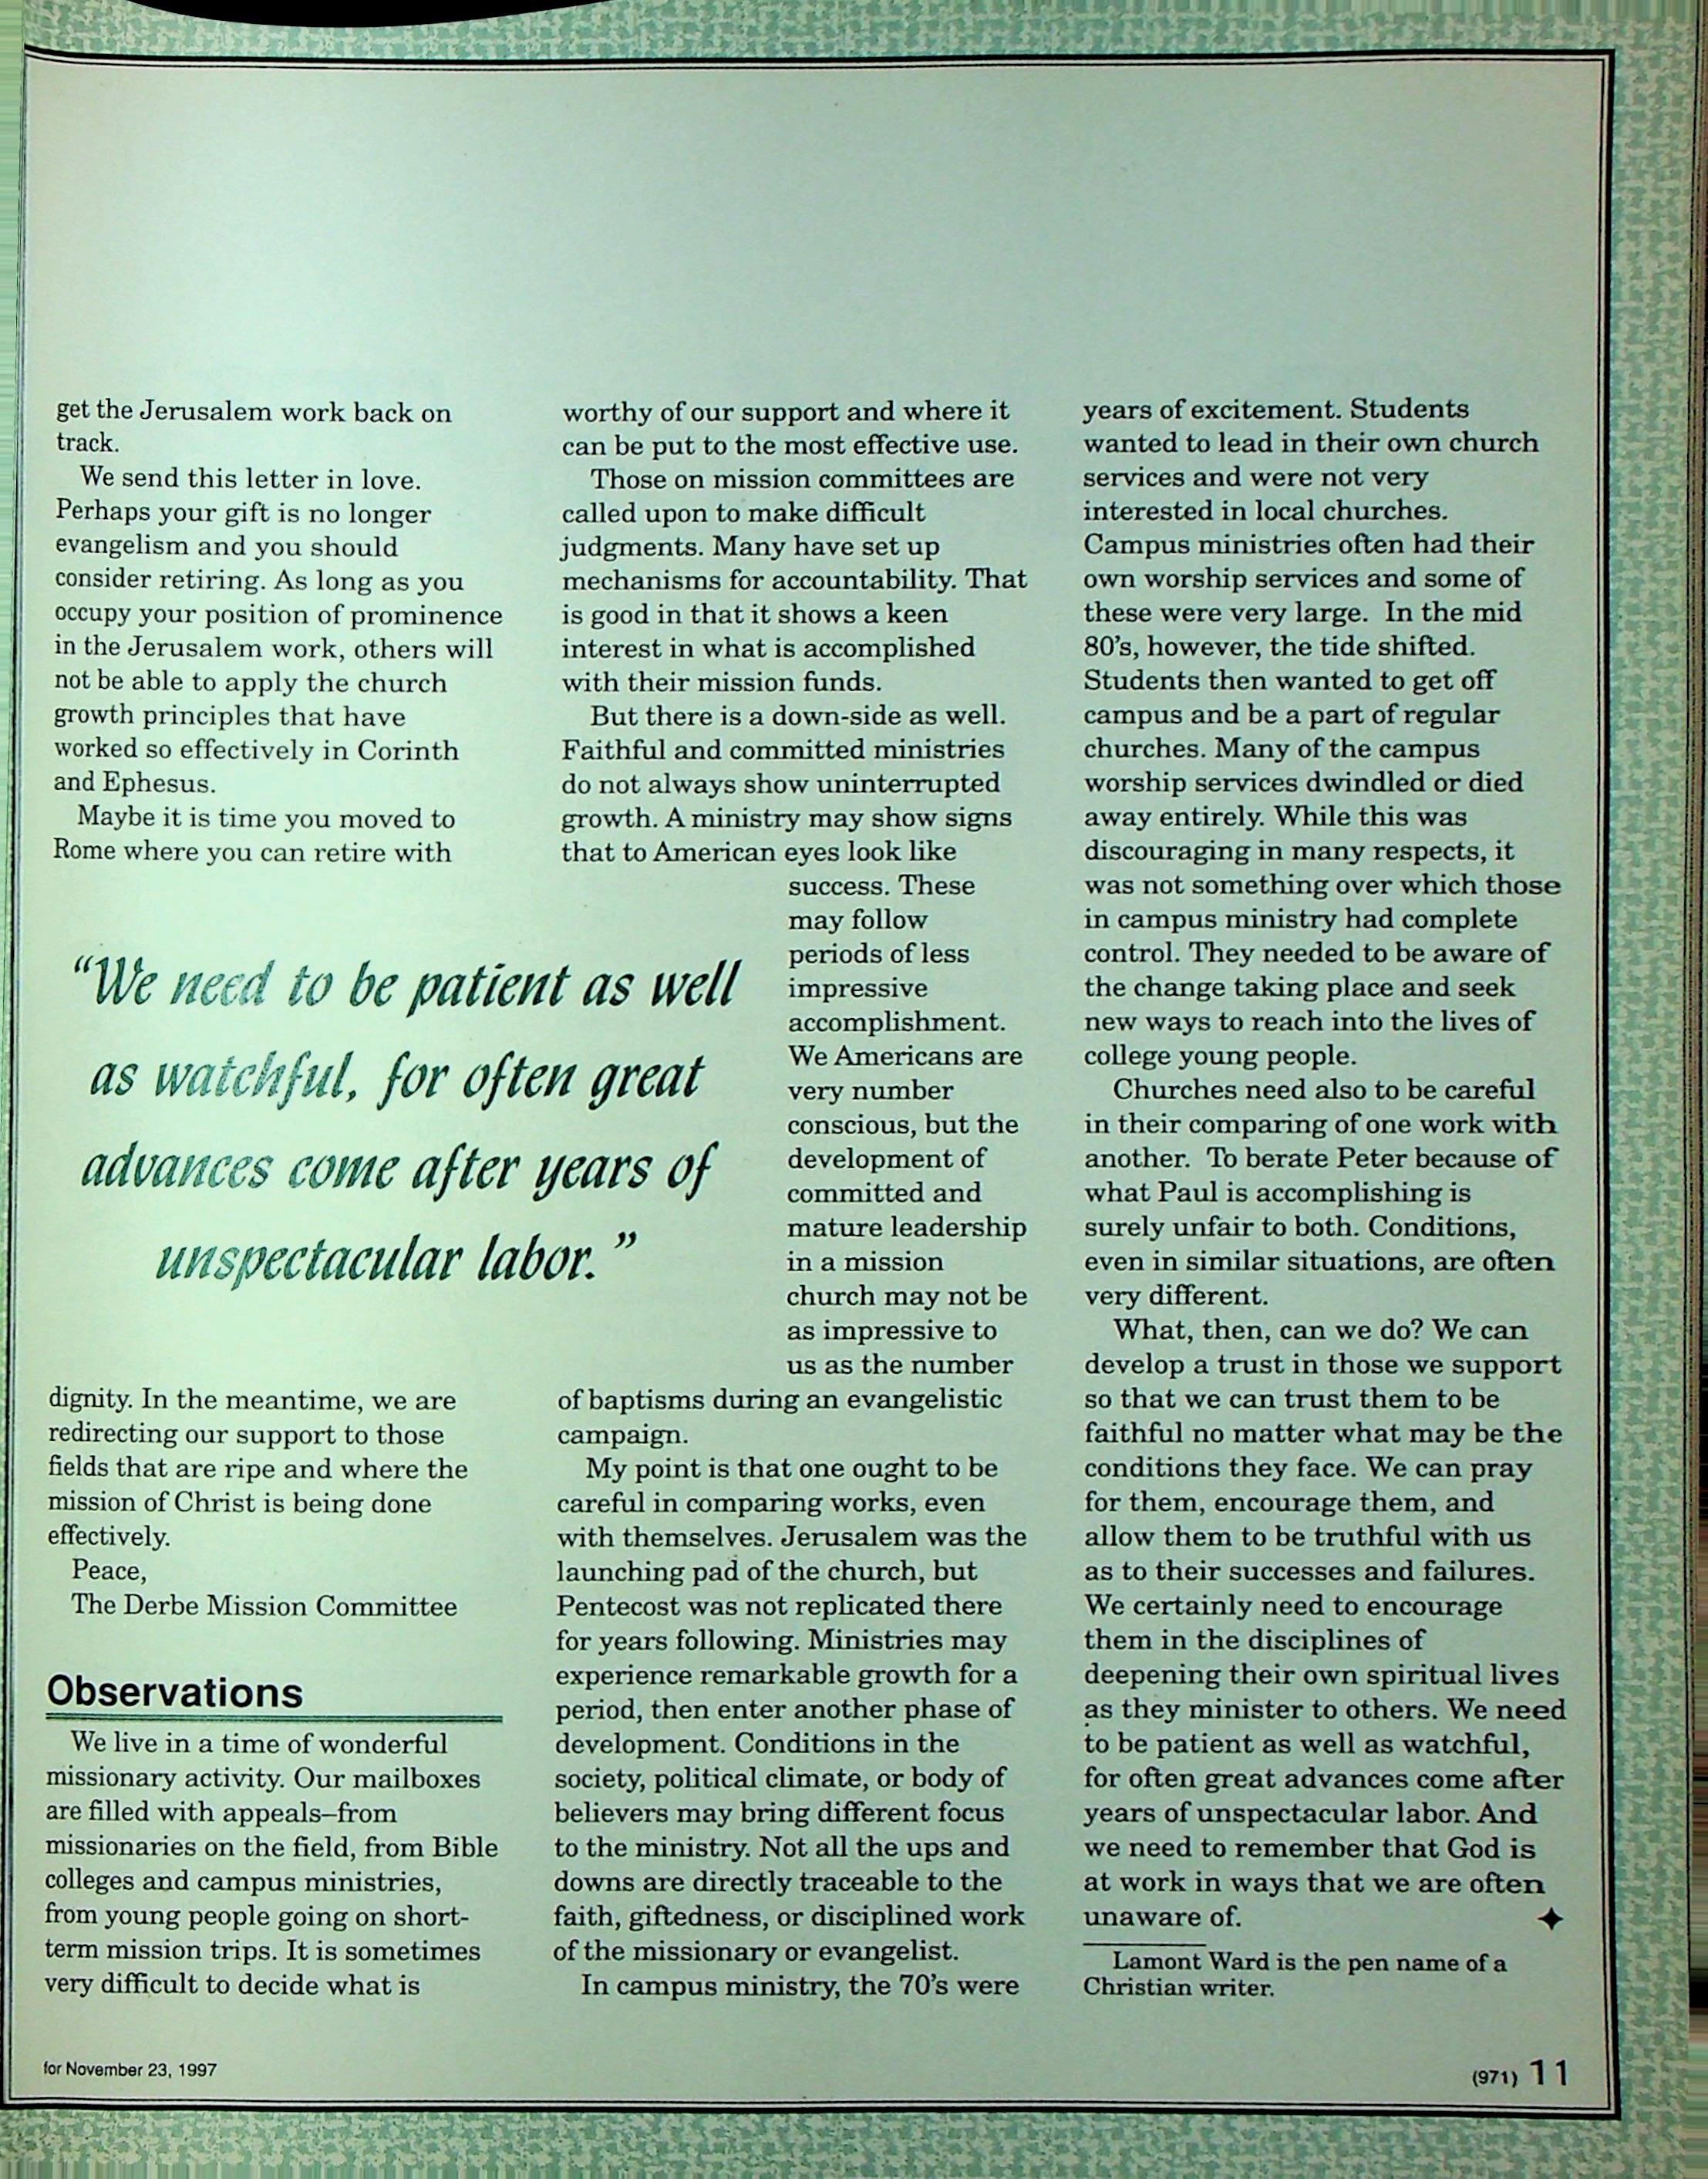 get the Jerusalem work back on
track.
We send this letter in love.
Perhaps your gift is no longer
evangelism and you should
consider retiring. As long as you
occupy your position of prominence
in the Jerusalem work, others will
not be able to apply the church
growth principles that have
worked so effectively in Corinth
and Ephesus.
Maybe it is time you moved to
Rome where you can retire with
dignity. In the meantime, we are
redirecting our support to those
fields that are ripe and where the
mission of Christ is being done
effectively.
Peace,
The Derbe Mission Committee
Observations
We live in a time of wonderful
missionary activity. Our mailboxes
are filled with appeals–from
missionaries on the field, from Bible
colleges and campus ministries,
from young people going on short-
term mission trips. It is sometimes
very difficult to decide what is
worthy of our support and where it
can be put to the most effective use.
Those on mission committees are
called upon to make difficult
judgments. Many have set up
mechanisms for accountability. That
is good in that it shows a keen
interest in what is accomplished
with their mission funds.
But there is a down-side as well.
Faithful and committed ministries
do not always show uninterrupted
growth. A ministry may show signs
that to American eyes look like
success. These
may follow
periods of less
impressive
accomplishment.
We Americans are
very number
conscious, but the
development of
committed and
mature leadership
in a mission
church may not be
as impressive to
us as the number
of baptisms during an evangelistic
campaign.
My point is that one ought to be
careful in comparing works, even
with themselves. Jerusalem was the
launching pad of the church, but
Pentecost was not replicated there
for years following. Ministries may
experience remarkable growth for a
period, then enter another phase of
development. Conditions in the
society, political climate, or body of
believers may bring different focus
to the ministry. Not all the ups and
downs are directly traceable to the
faith, giftedness, or disciplined work
of the missionary or evangelist.
In campus ministry, the 70's were
years of excitement. Students
wanted to lead in their own church
services and were not very
interested in local churches.
Campus ministries often had their
own worship services and some of
these were very large. In the mid
80's, however, the tide shifted.
Students then wanted to get off
campus and be a part of regular
churches. Many of the campus
worship services dwindled or died
away entirely. While this was
discouraging in many respects, it
was not something over which those
in campus ministry had complete
control. They needed to be aware of
the change taking place and seek
new ways to reach into the lives of
college young people.
Churches need also to be careful
in their comparing of one work with
another. To berate Peter because of
what Paul is accomplishing is
surely unfair to both. Conditions,
even in similar situations, are often
very different.
What, then, can we do? We can
develop a trust in those we support
so that we can trust them to be
faithful no matter what may be the
conditions they face. We can pray
for them, encourage them, and
allow them to be truthful with us
as to their successes and failures.
We certainly need to encourage
them in the disciplines of
deepening their own spiritual lives
as they minister to others. We need
to be patient as well as watchful,
for often great advances come after
years of unspectacular labor. And
we need to remember that God is
at work in ways that we are often
unaware of.
Lamont Ward is the pen name of a
Christian writer.
"We need to be patient as well
as watchful, for often great
advances come after years of
unspectacular labor."
for November 23, 1997
(971) 11